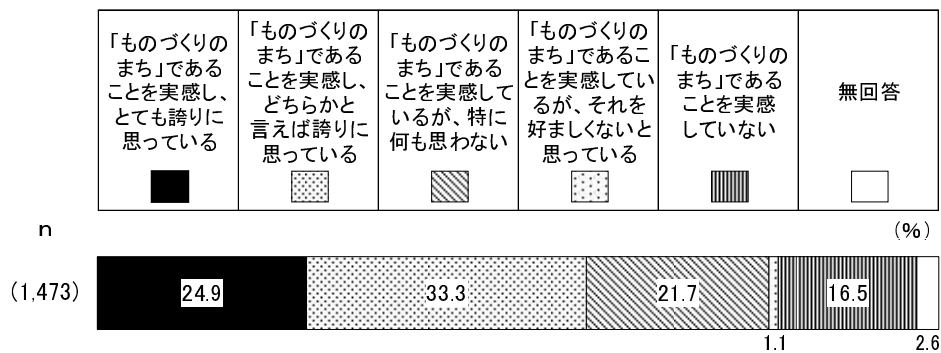 「ものづくりの
まち」である
ことを実感し、
とても誇りに
思っている
「ものづくりの
まち」である
ことを実感し、
どちらかと
言えば誇りに
思っている
「ものづくりの
まち」である
ことを実感して
いるが、特に
何も思わない
「ものづくりの
まち」であるこ
とを実感してい
るが、それを
好ましくないと
思っている
「ものづくりの
まち」である
ことを実感
していない
無回答
n
(%)
(1,473)
24.9
33.3
21.7
1.1
16.5
2.6